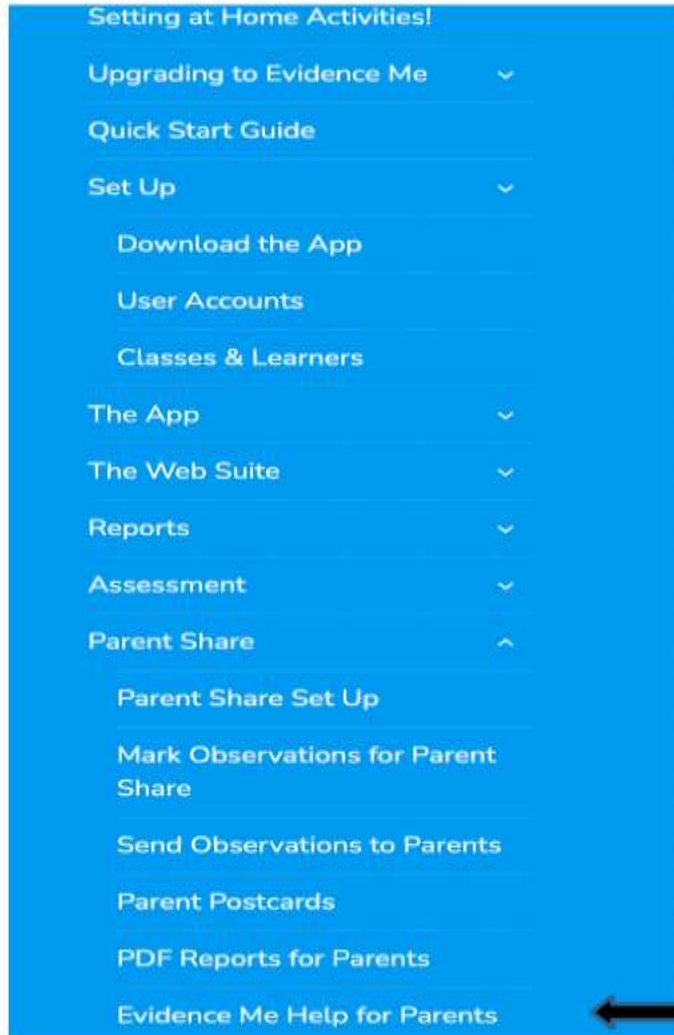 Setting at Home Activities!
Upgrading to Evidence Me
Quick Start Guide
Set Up
Download the App
User Accounts
Classes & Learners
The App
The Web Suite
Reports
Assessment
Parent Share
Parent Share Set Up
Mark Observations for Parent
Share
Send Observations to Parents
Parent Postcards
PDF Reports for Parents
Evidence Me Help for Parents